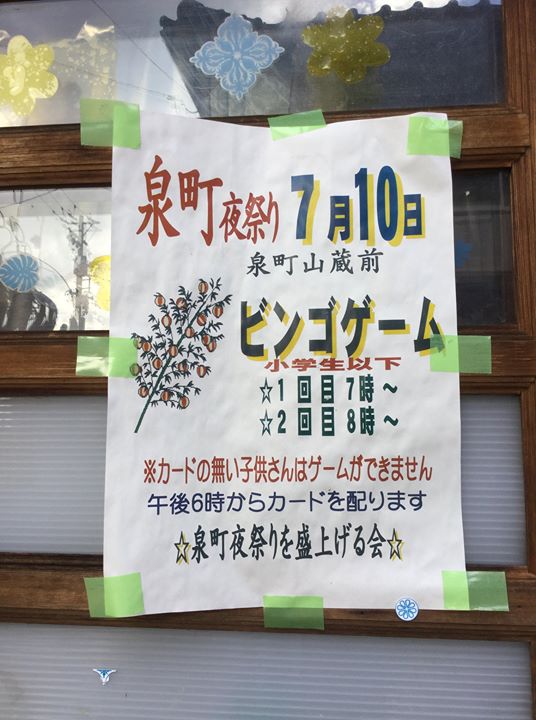 泉町夜祭り 7月10日
泉町山蔵前
ビンゴゲーム
小学生以下
☆1回目7時～
☆2回目8時～
※カードの無い子供さんはゲームができません
午後6時からカードを配ります
☆泉町夜祭りを盛上げる会☆